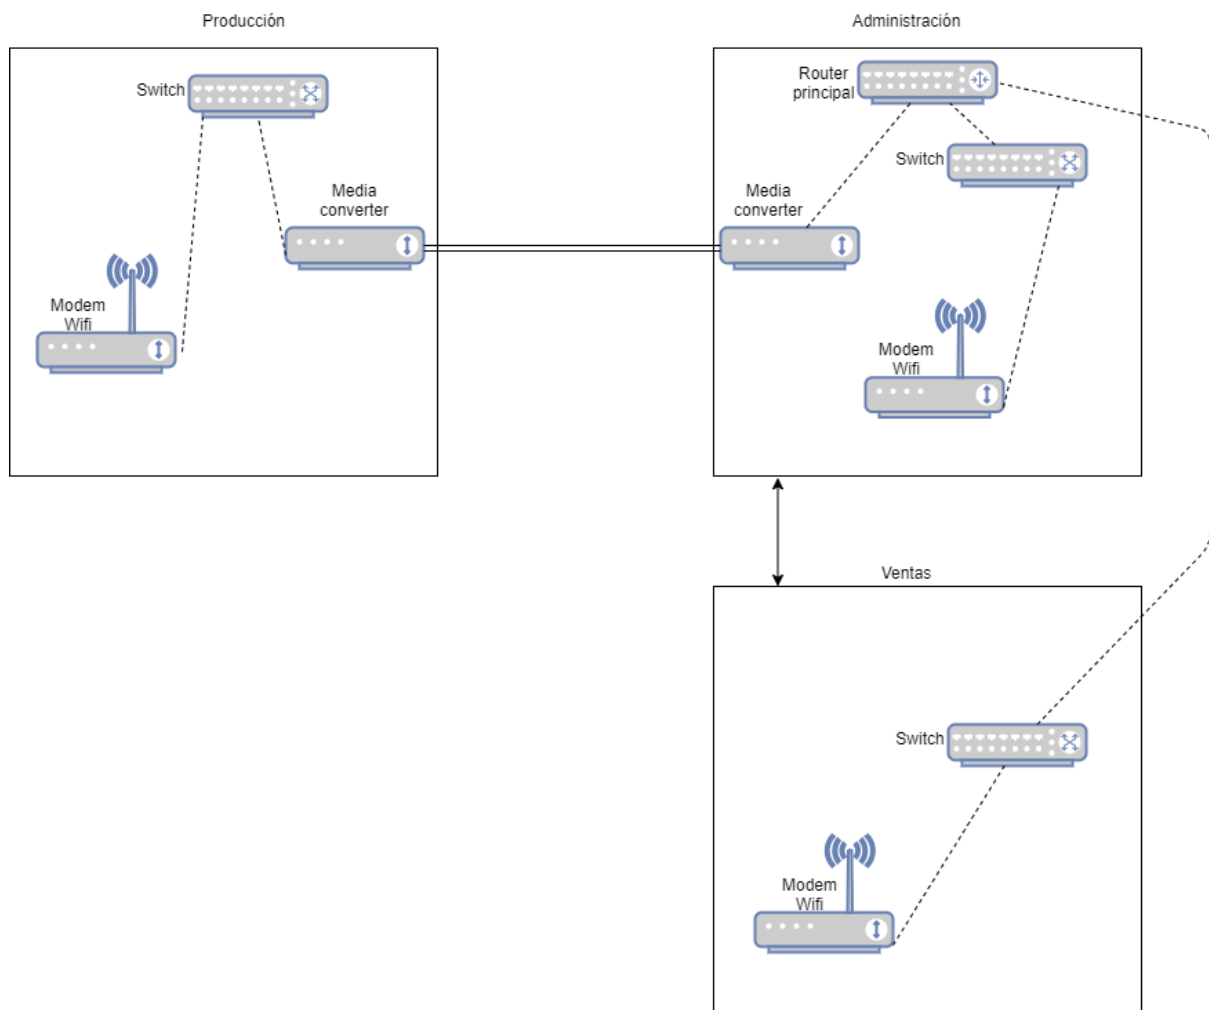 Producción
Administración
Switch
Media
converter
Modem
Wifi
Router
principal
Switch
Media
converter
Modem
Wifi
Ventas
Switch
Modem
Wifi